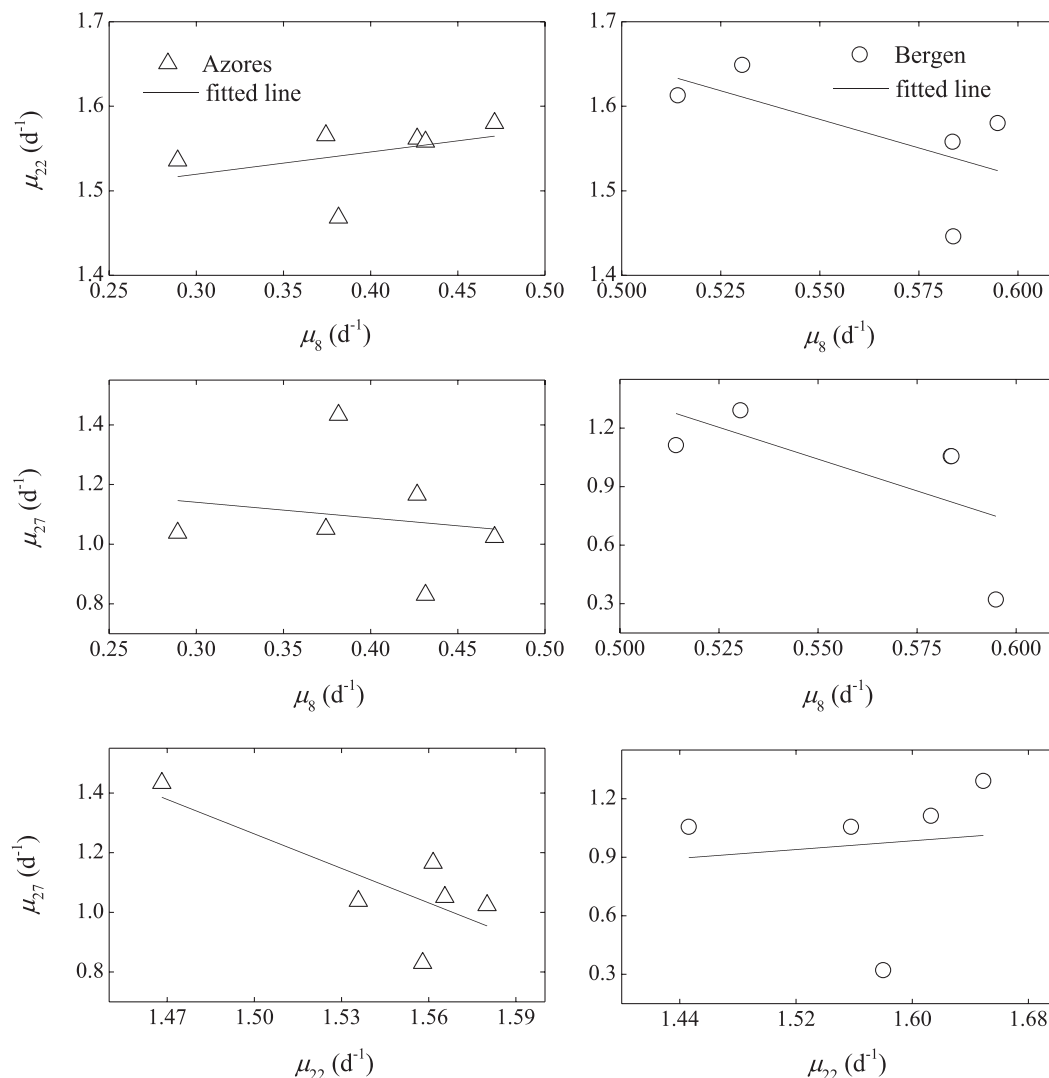 1.7
1.6
1.5
1.4
μ22 (d-1)
Azores
fitted line
0.25 0.30 0.35 0.40 0.45 0.50
μ8 (d-1)
1.7
1.6
1.5
1.4
Bergen
fitted line
0.500 0.525 0.550 0.575 0.600
μ8 (d-1)
1.4
1.2
1.0
0.8
μ27 (d-1)
0.25 0.30 0.35 0.40 0.45 0.50
μ8 (d-1)
1.2
0.9
0.6
0.3
0.500 0.525 0.550 0.575 0.600
μ8 (d-1)
1.4
1.2
1.0
0.8
μ27 (d-1)
1.47 1.50 1.53 1.56 1.59
μ22 (d-1)
1.2
0.9
0.6
0.3
1.44 1.52 1.60 1.68
μ22 (d-1)